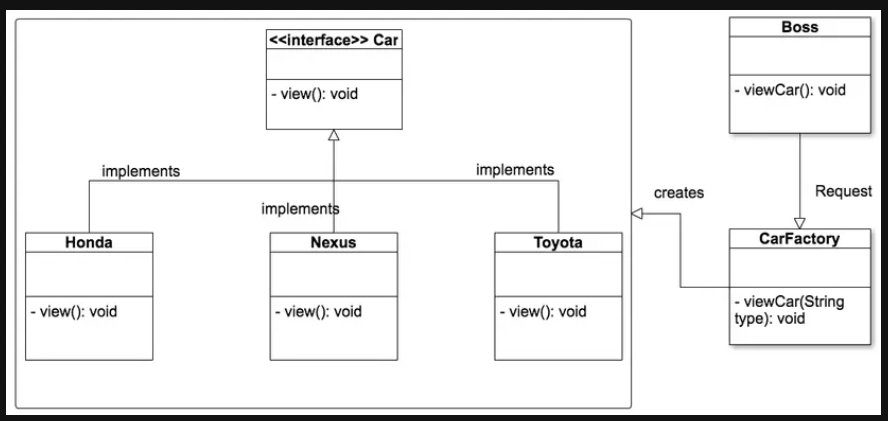 <<interface>> Car
- view(): void
implements
implements
implements
Honda
- view(): void
Nexus
- view(): void
Toyota
- view(): void
Boss
- viewCar(): void
creates
Request
CarFactory
- viewCar(String
type): void